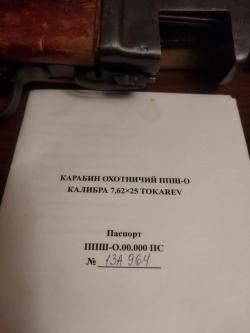 КАРАБИН ОХОТНИЧИЙ ППШ-О
КАЛИБРА 7,62×25 TOKAREV
Паспорт
ППШ-О.00.000 ПС
№ 13А 964